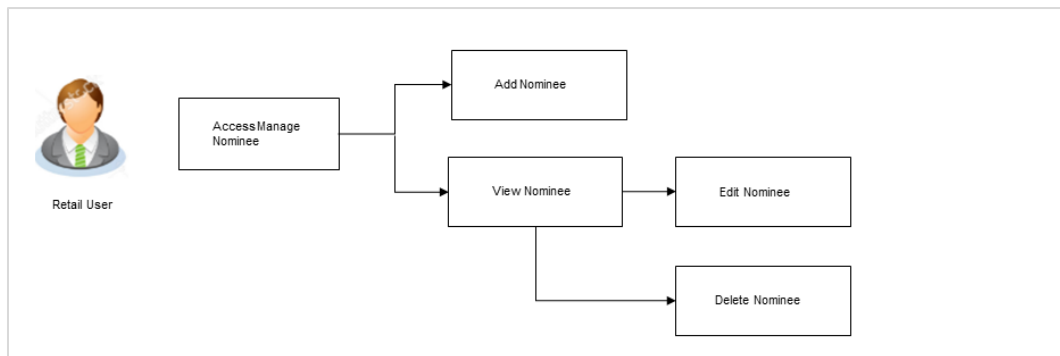 Add Nominee
Access Manage
Nominee
View Nominee
Edit Nominee
Retail User
Delete Nominee